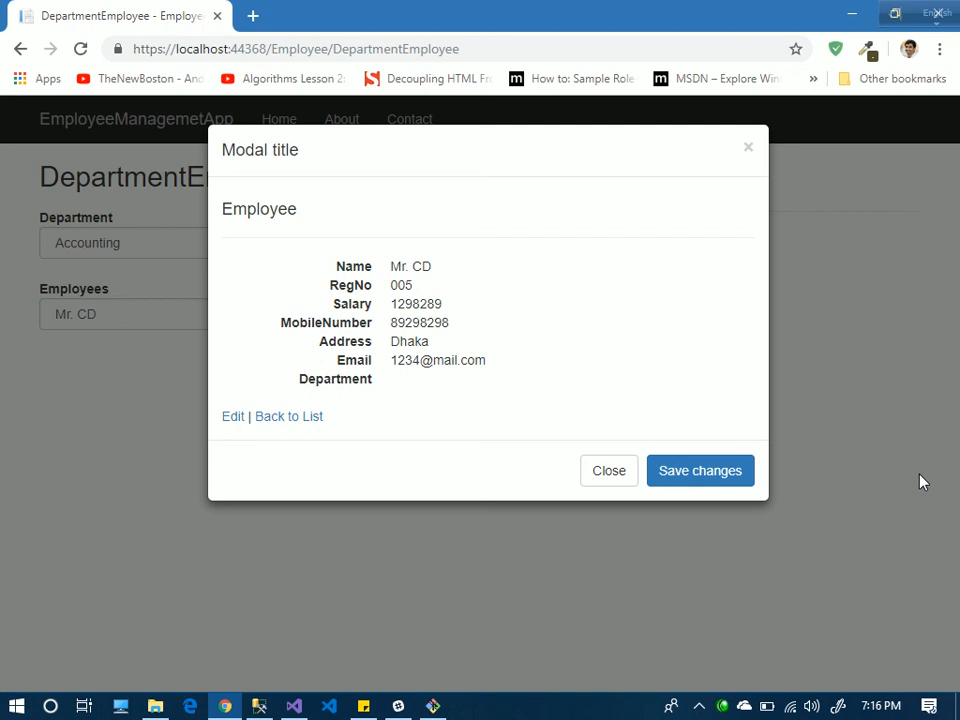 DepartmentEmployee - Employe
English
https://localhost:44368/Employee/DepartmentEmployee
Apps TheNewBoston - And Algorithms Lesson 2: Decoupling HTML Fr How to: Sample Role MSDN – Explore Win » Other bookmarks
EmployeeManagemetApp Home About Contact
Modal title ×
DepartmentE
Employee
Department
Accounting
Employees
Mr. CD
Name Mr. CD
RegNo 005
Salary 1298289
MobileNumber 89298298
Address Dhaka
Email 1234@mail.com
Department
Edit | Back to List
Close Save changes
7:16 PM